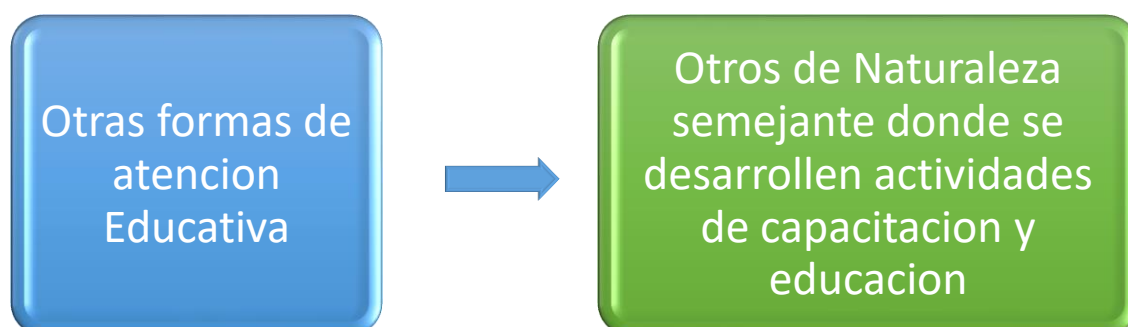 Otras formas de
atencion
Educativa
Otros de Naturaleza
semejante donde se
desarrollen actividades
de capacitacion y
educacion